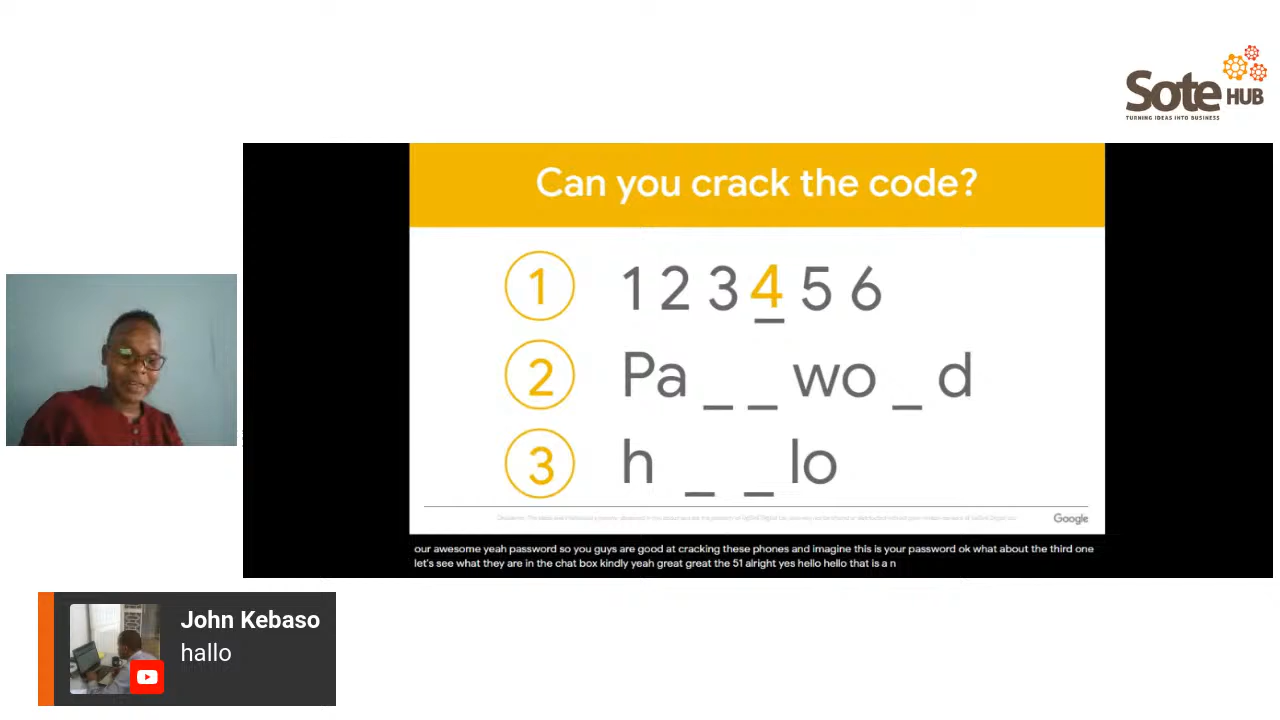 Sote HUB
TURNING IDEAS INTO BUSINESS
Can you crack the code?
1 1 2 3 4 5 6
2 Pa _ _ wo _ d
3 h _ _ lo
Google
our awesome yeah password so you guys are good at cracking these phones and imagine this is your password ok what about the third one
let's see what they are in the chat box kindly yeah great great the 51 alright yes hello hello that is a n
John Kebaso
hallo